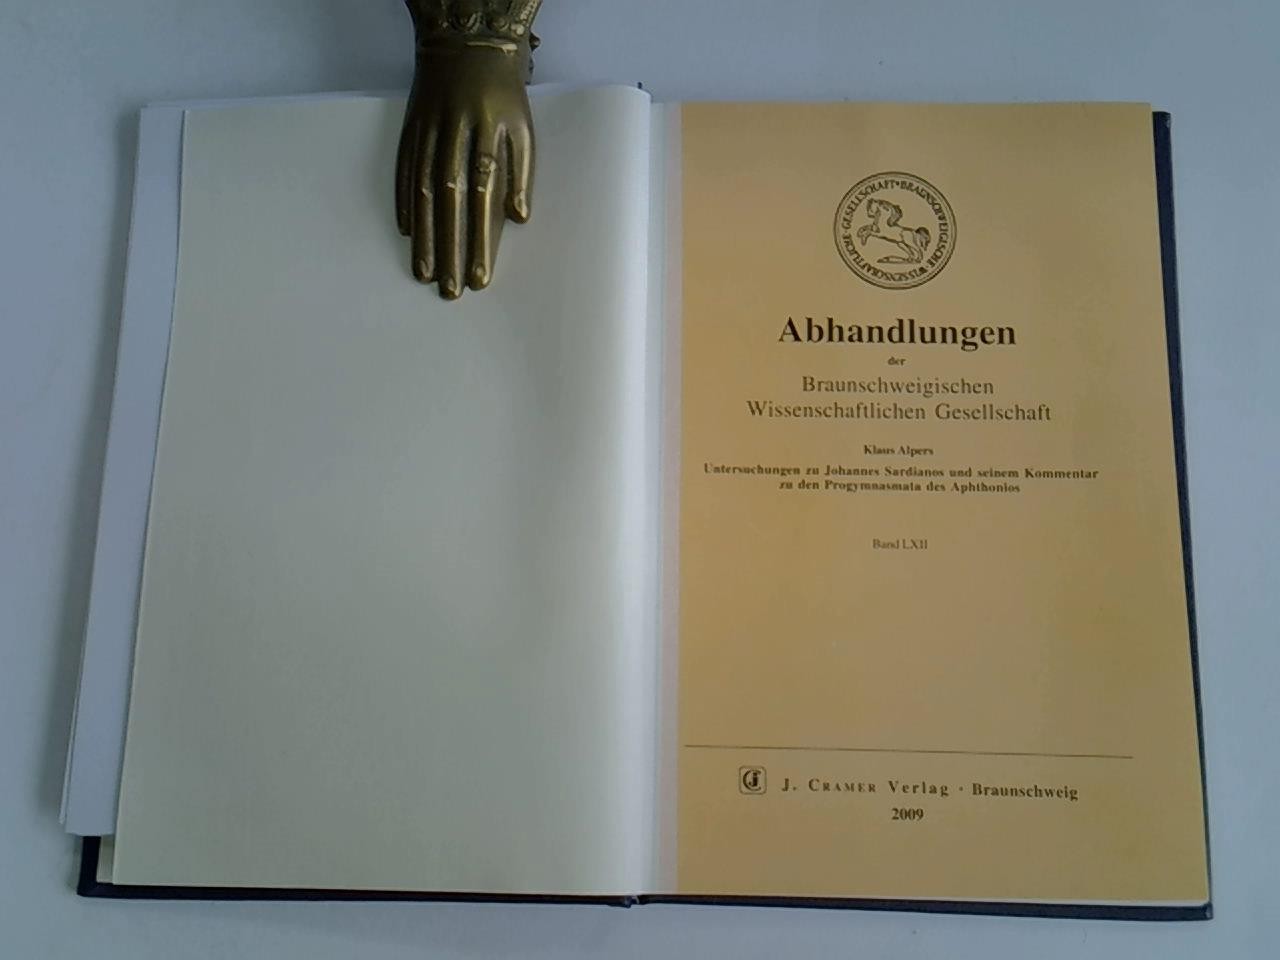 BRAUNSCHWEIGISCHE · WISSENSCHAFTLICHE · GESELLSCHAFT ·
Abhandlungen
der
Braunschweigischen
Wissenschaftlichen Gesellschaft
Klaus Alpers
Untersuchungen zu Johannes Sardianos und seinem Kommentar
zu den Progymnasmata des Aphthonios
Band LXII
J. CRAMER Verlag · Braunschweig
2009